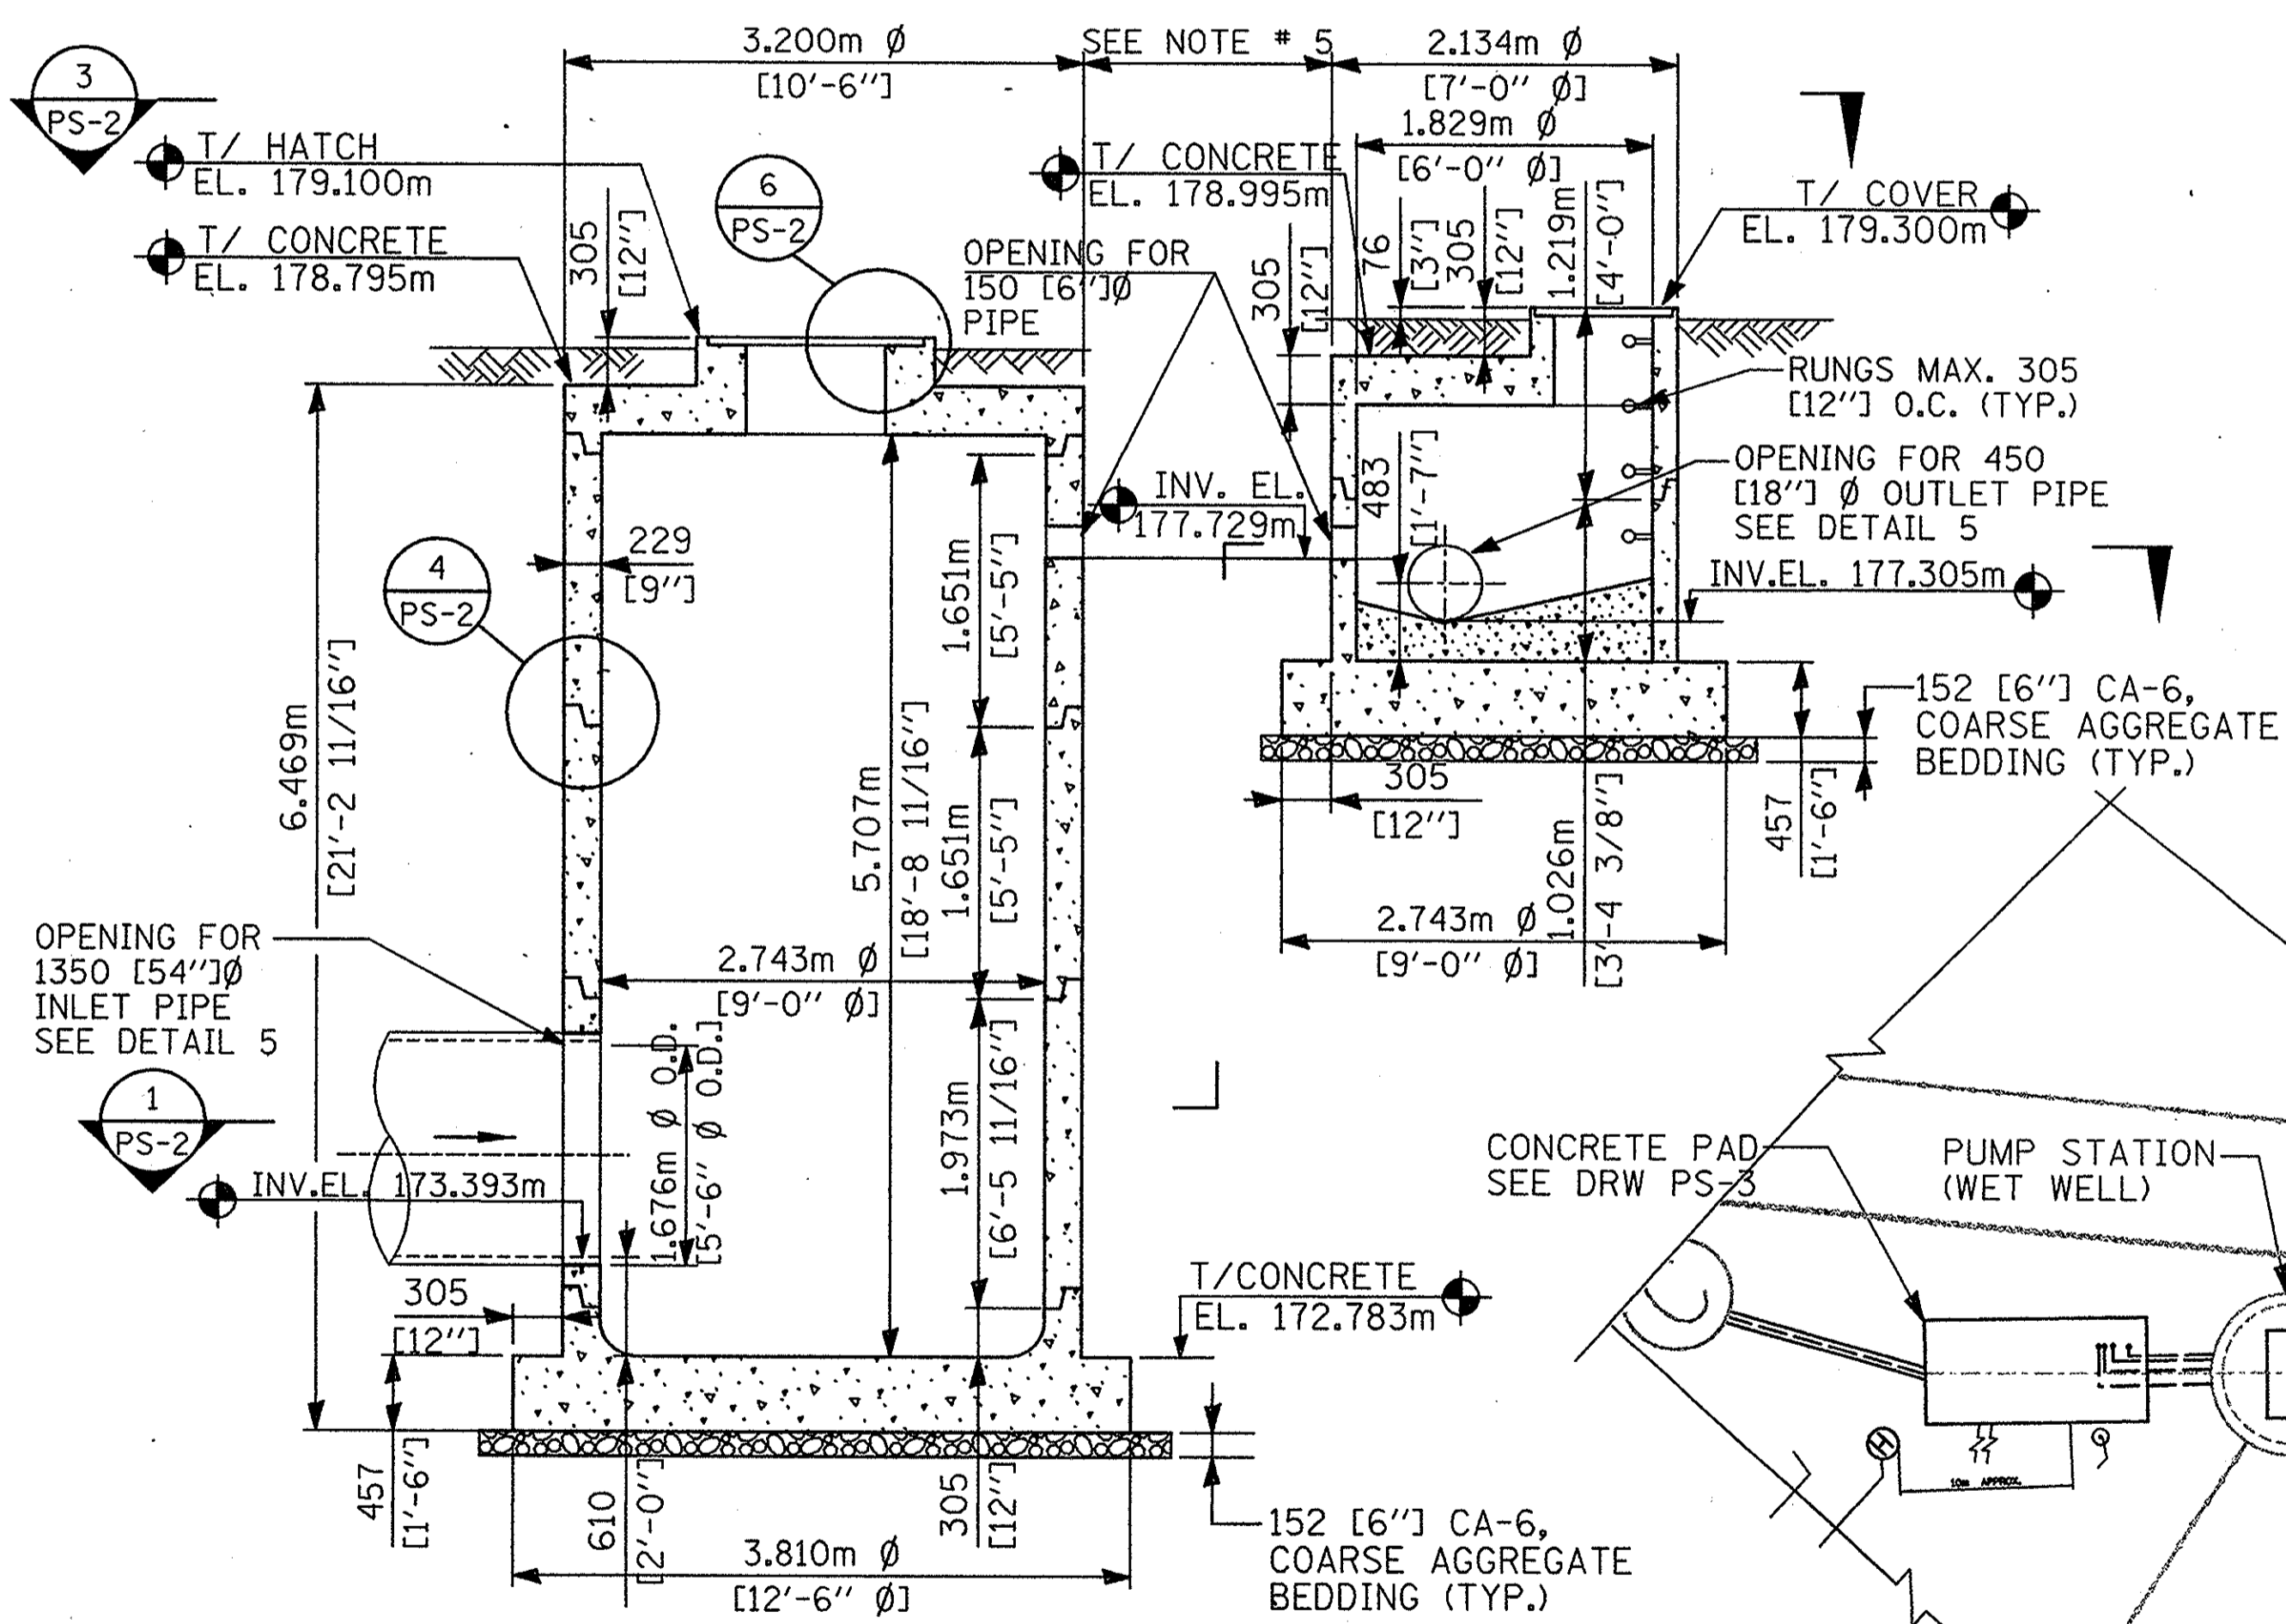 3
PS-2
3.200m Ø
[10'-6"]
SEE NOTE # 5
2.134m Ø
[7'-0" Ø]
1.829m Ø
[6'-0" Ø]
T/ HATCH
EL. 179.100m
T/ CONCRETE
EL. 178.795m
305
[12"]
6
PS-2
T/ CONCRETE
EL. 178.995m
OPENING FOR
150 [6"]Ø
PIPE
305
[12"]
76
[3"]
305
[12"]
1.219m
[4'-0"]
T/ COVER
EL. 179.300m
RUNGS MAX. 305
[12"] O.C. (TYP.)
OPENING FOR 450
[18"] Ø OUTLET PIPE
SEE DETAIL 5
INV. EL.
177.729m
483
[1'-7"]
INV.EL. 177.305m
229
[9"]
4
PS-2
1.651m
[5'-5"]
6.469m
[21'-2 11/16"]
5.707m
[18'-8 11/16"]
1.651m
[5'-5"]
152 [6"] CA-6,
COARSE AGGREGATE
BEDDING (TYP.)
305
[12"]
457
[1'-6"]
1.026m
[3'-4 3/8"]
2.743m Ø
[9'-0" Ø]
OPENING FOR
1350 [54"]Ø
INLET PIPE
SEE DETAIL 5
2.743m Ø
[9'-0" Ø]
1
PS-2
1.676m Ø O.D.
[5'-6" Ø O.D.]
1.973m
[6'-5 11/16"]
INV.EL. 173.393m
CONCRETE PAD
SEE DRW PS-3
PUMP STATION
(WET WELL)
305
[12"]
T/CONCRETE
EL. 172.783m
457
[1'-6"]
610
[2'-0"]
305
[12"]
3.810m Ø
[12'-6" Ø]
152 [6"] CA-6,
COARSE AGGREGATE
BEDDING (TYP.)
H
10m APPROX.